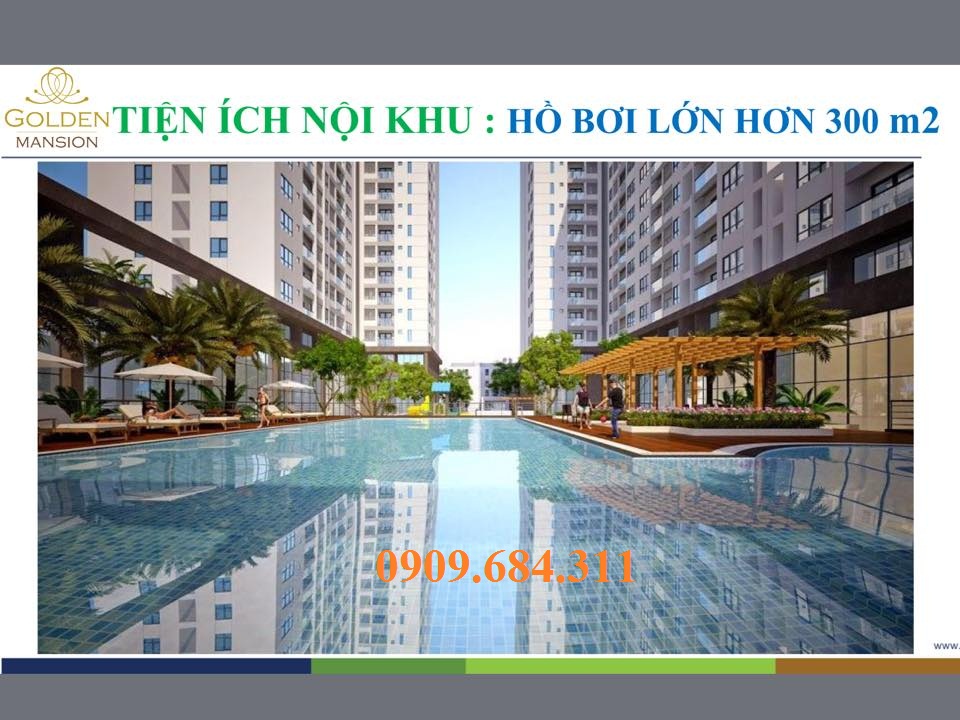 GOLDEN
MANSION
TIỆN ÍCH NỘI KHU : HỒ BƠI LỚN HƠN 300 m2
0909.684.311
www.